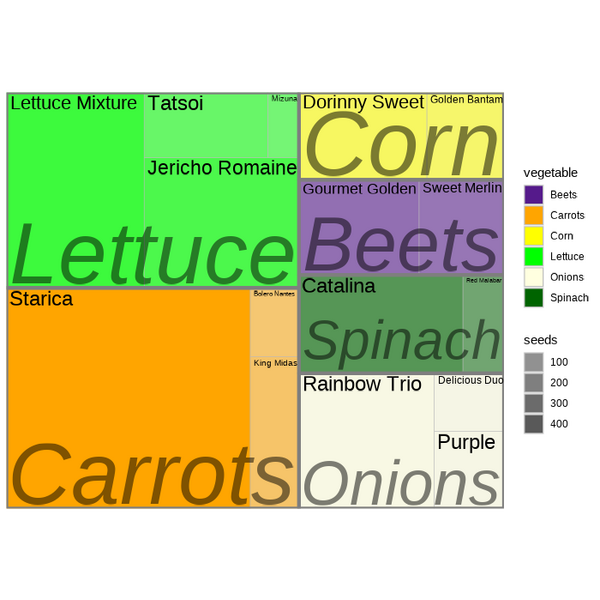 Lettuce Mixture
Tatsoi
Mizuna
Jericho Romaine
Lettuce
Starica
Bolero Nantes
King Midas
Carrots
Dorinny Sweet
Golden Bantam
Corn
Gourmet Golden
Sweet Merlin
Beets
Catalina
Red Malabar
Spinach
Rainbow Trio
Delicious Duo
Purple
Onions
vegetable
Beets
Carrots
Corn
Lettuce
Onions
Spinach
seeds
100
200
300
400